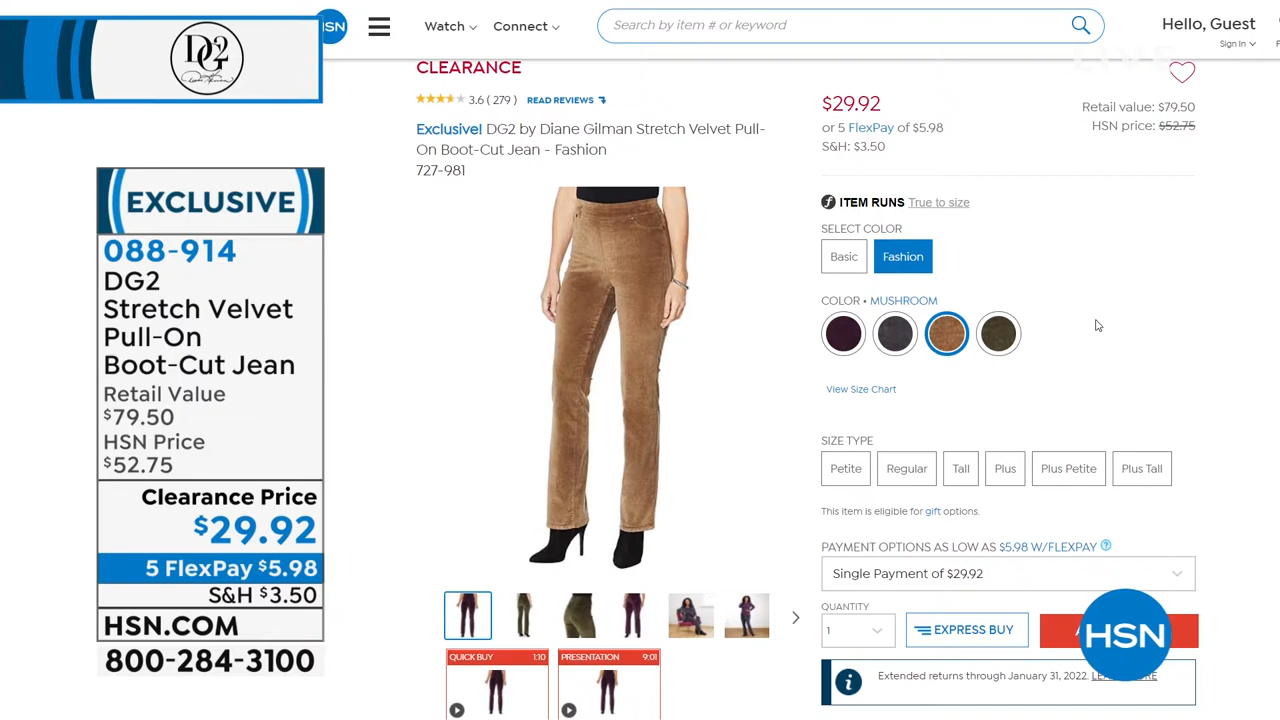 DG2
EXCLUSIVE
088-914
DG2
Stretch Velvet
Pull-On
Boot-Cut Jean
Retail Value
$79.50
HSN Price
$52.75
Clearance Price
$29.92
5 FlexPay $5.98
S&H $3.50
HSN.COM
800-284-3100
HSN
Watch
Connect
Search by item # or keyword
Hello, Guest
Sign In
LIVE
CLEARANCE
3.6 ( 279 ) READ REVIEWS
Exclusive! DG2 by Diane Gilman Stretch Velvet Pull-
On Boot-Cut Jean - Fashion
727-981
QUICK BUY 1:10
PRESENTATION 9:01
$29.92
Retail value: $79.50
or 5 FlexPay of $5.98
HSN price: $52.75
S&H: $3.50
ITEM RUNS True to size
SELECT COLOR
Basic
Fashion
COLOR • MUSHROOM
View Size Chart
SIZE TYPE
Petite
Regular
Tall
Plus
Plus Petite
Plus Tall
This item is eligible for gift options.
PAYMENT OPTIONS AS LOW AS $5.98 W/FLEXPAY
Single Payment of $29.92
QUANTITY
1
EXPRESS BUY
HSN
Extended returns through January 31, 2022.